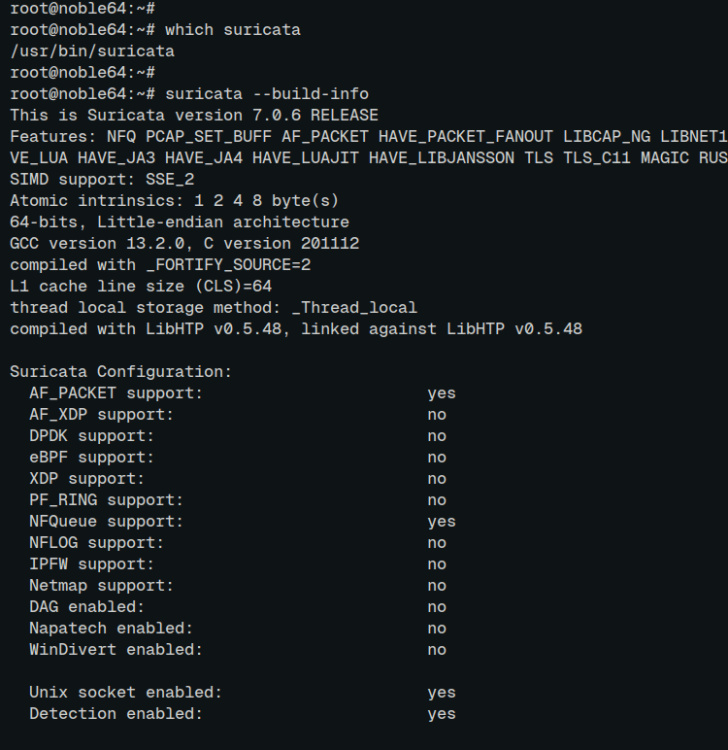 root@noble64:~#
root@noble64:~# which suricata
/usr/bin/suricata
root@noble64:~#
root@noble64:~# suricata --build-info
This is Suricata version 7.0.6 RELEASE
Features: NFQ PCAP_SET_BUFF AF_PACKET HAVE_PACKET_FANOUT LIBCAP_NG LIBNET1
VE_LUA HAVE_JA3 HAVE_JA4 HAVE_LUAJIT HAVE_LIBJANSSON TLS TLS_C11 MAGIC RUS
SIMD support: SSE_2
Atomic intrinsics: 1 2 4 8 byte(s)
64-bits, Little-endian architecture
GCC version 13.2.0, C version 201112
compiled with _FORTIFY_SOURCE=2
L1 cache line size (CLS)=64
thread local storage method: _Thread_local
compiled with LibHTP v0.5.48, linked against LibHTP v0.5.48

Suricata Configuration:
  AF_PACKET support:                       yes
  AF_XDP support:                          no
  DPDK support:                            no
  eBPF support:                            no
  XDP support:                             no
  PF_RING support:                         no
  NFQueue support:                         yes
  NFLOG support:                           no
  IPFW support:                            no
  Netmap support:                          no
  DAG enabled:                             no
  Napatech enabled:                        no
  WinDivert enabled:                       no

  Unix socket enabled:                     yes
  Detection enabled:                       yes